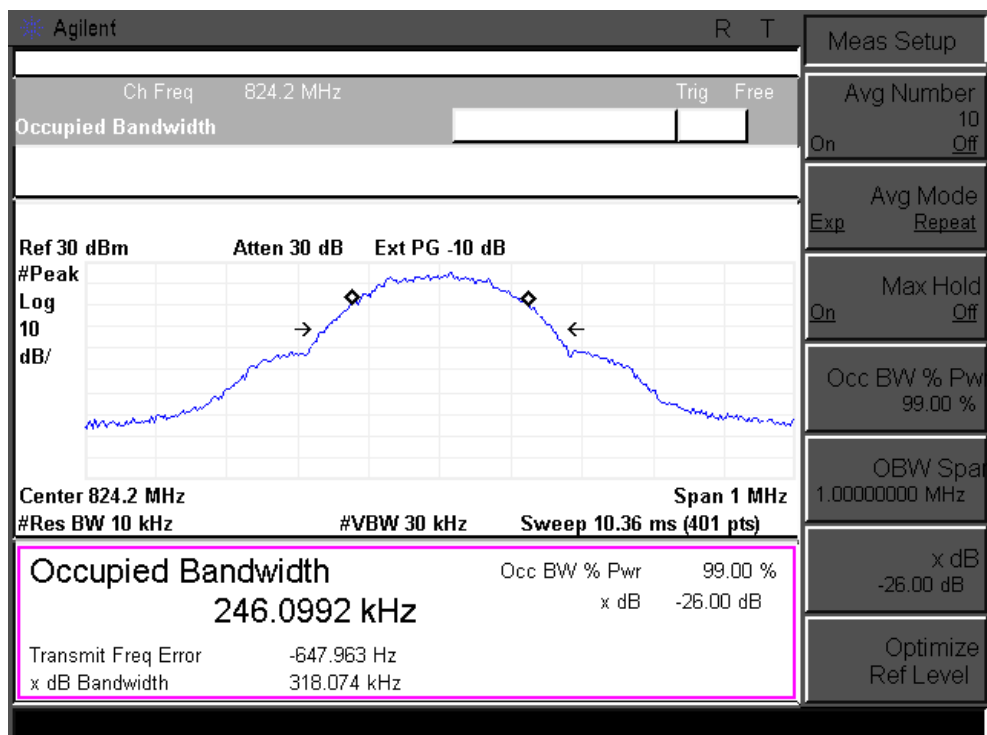 Agilent R T
Ch Freq 824.2 MHz Trig Free
Occupied Bandwidth
Ref 30 dBm Atten 30 dB Ext PG -10 dB
#Peak
Log
10
dB/
Center 824.2 MHz Span 1 MHz
#Res BW 10 kHz #VBW 30 kHz Sweep 10.36 ms (401 pts)
Occupied Bandwidth Occ BW % Pwr 99.00 %
246.0992 kHz x dB -26.00 dB
Transmit Freq Error -647.963 Hz
x dB Bandwidth 318.074 kHz
Meas Setup
Avg Number
10
On Off
Avg Mode
Exp Repeat
Max Hold
On Off
Occ BW % Pw
99.00 %
OBW Spa
1.00000000 MHz
x dB
-26.00 dB
Optimize
Ref Level